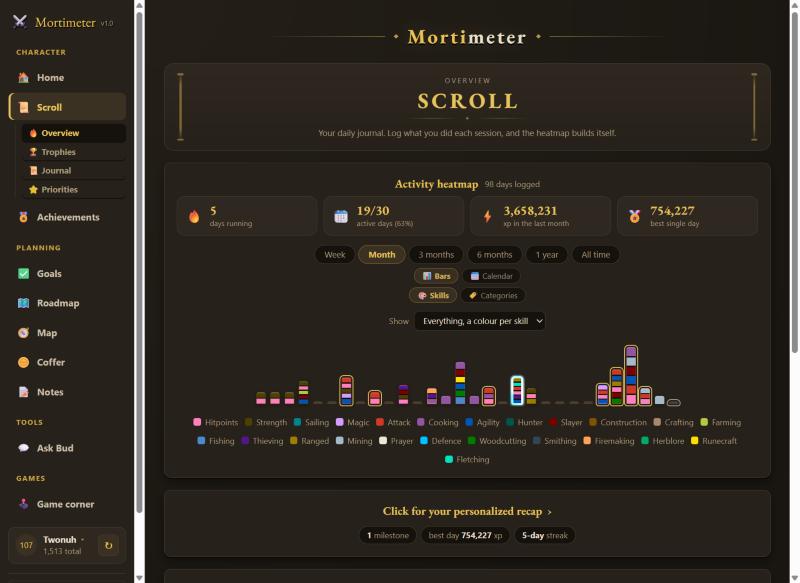 Mortimeter v1.0
CHARACTER
Home
Scroll
Overview
Trophies
Journal
Priorities
Achievements
PLANNING
Goals
Roadmap
Map
Coffer
Notes
TOOLS
Ask Bud
GAMES
Game corner
107
Twonuh
1,513 total
Mortimeter
OVERVIEW
SCROLL
Your daily journal. Log what you did each session, and the heatmap builds itself.
Activity heatmap 98 days logged
5
days running
19/30
active days (63%)
3,658,231
xp in the last month
754,227
best single day
Week Month 3 months 6 months 1 year All time
Bars Calendar
Skills Categories
Show Everything, a colour per skill
Hitpoints Strength Sailing Magic Attack Cooking Agility Hunter Slayer Construction Crafting Farming
Fishing Thieving Ranged Mining Prayer Defence Woodcutting Smithing Firemaking Herblore Runecraft
Fletching
Click for your personalized recap ›
1 milestone best day 754,227 xp 5-day streak